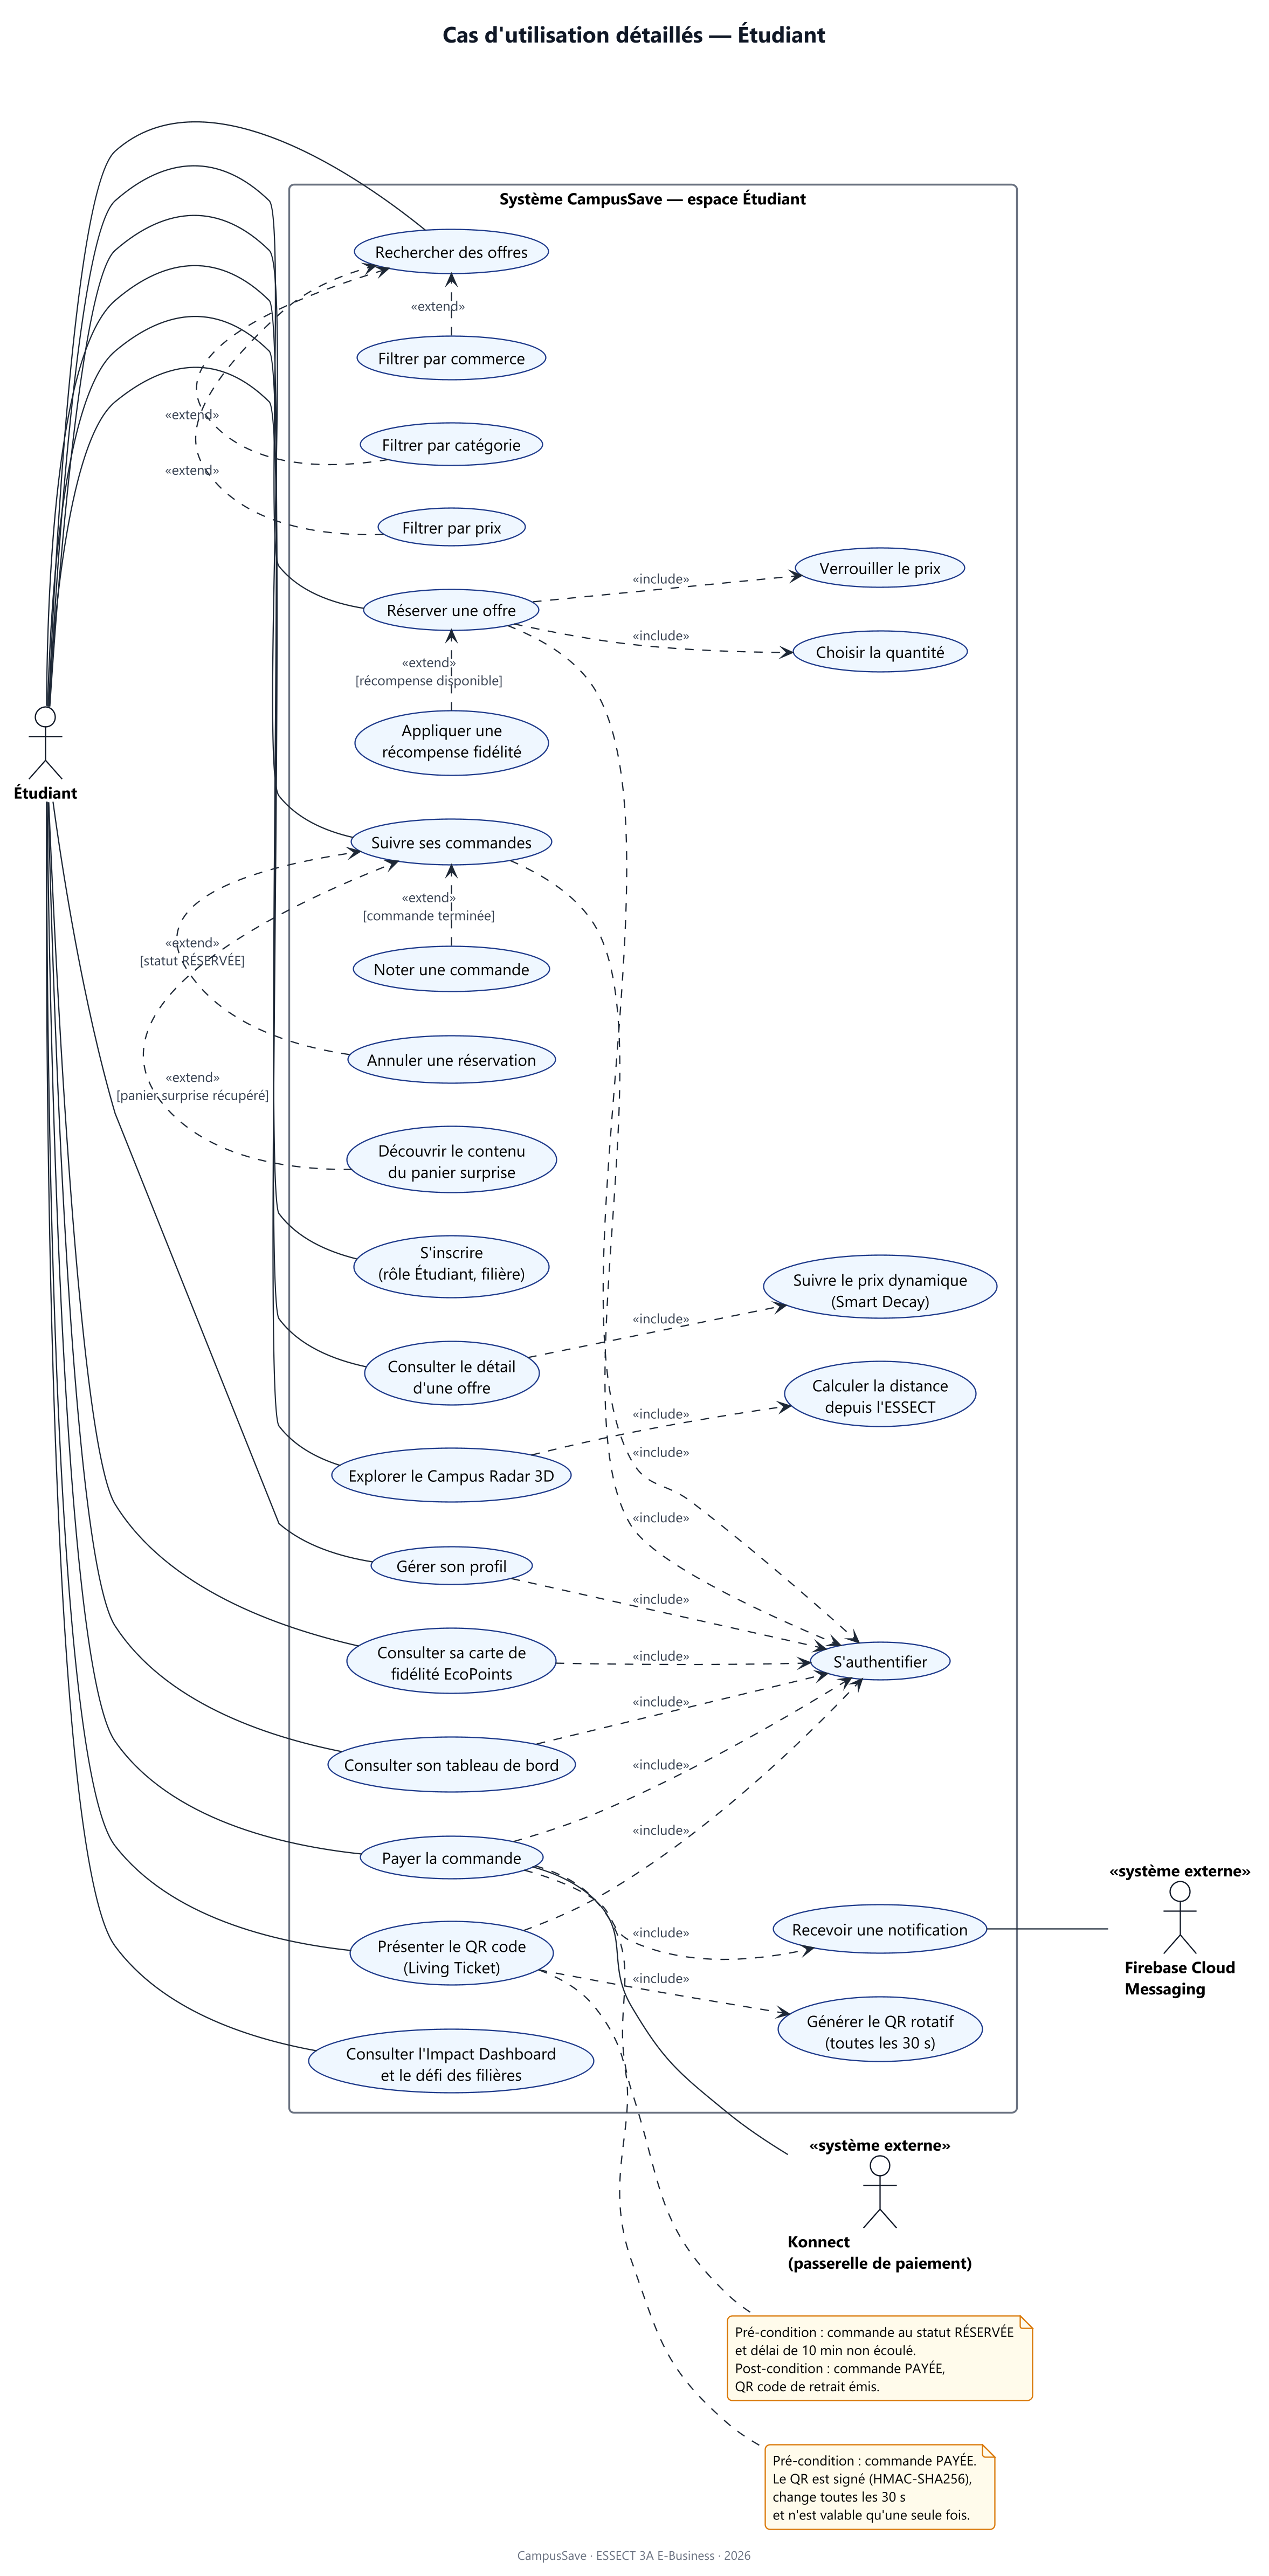 Cas d'utilisation détaillés — Étudiant
Système CampusSave — espace Étudiant
Rechercher des offres
«extend»
Filtrer par commerce
«extend»
Filtrer par catégorie
«extend»
Filtrer par prix
Verrouiller le prix
«include»
Réserver une offre
«include»
Choisir la quantité
«extend»
[récompense disponible]
Appliquer une
récompense fidélité
Étudiant
Suivre ses commandes
«extend»
[commande terminée]
«extend»
[statut RÉSERVÉE]
Noter une commande
Annuler une réservation
«extend»
[panier surprise récupéré]
Découvrir le contenu
du panier surprise
S'inscrire
(rôle Étudiant, filière)
Suivre le prix dynamique
(Smart Decay)
«include»
Consulter le détail
d'une offre
Calculer la distance
depuis l'ESSECT
«include»
«include»
Explorer le Campus Radar 3D
«include»
Gérer son profil
«include»
Consulter sa carte de
fidélité EcoPoints
«include»
S'authentifier
«include»
Consulter son tableau de bord
«include»
«include»
Payer la commande
«système externe»
Firebase Cloud
Messaging
Recevoir une notification
«include»
Présenter le QR code
(Living Ticket)
«include»
Générer le QR rotatif
(toutes les 30 s)
Consulter l'Impact Dashboard
et le défi des filières
«système externe»
Konnect
(passerelle de paiement)
Pré-condition : commande au statut RÉSERVÉE
et délai de 10 min non écoulé.
Post-condition : commande PAYÉE,
QR code de retrait émis.
Pré-condition : commande PAYÉE.
Le QR est signé (HMAC-SHA256),
change toutes les 30 s
et n'est valable qu'une seule fois.
CampusSave · ESSECT 3A E-Business · 2026